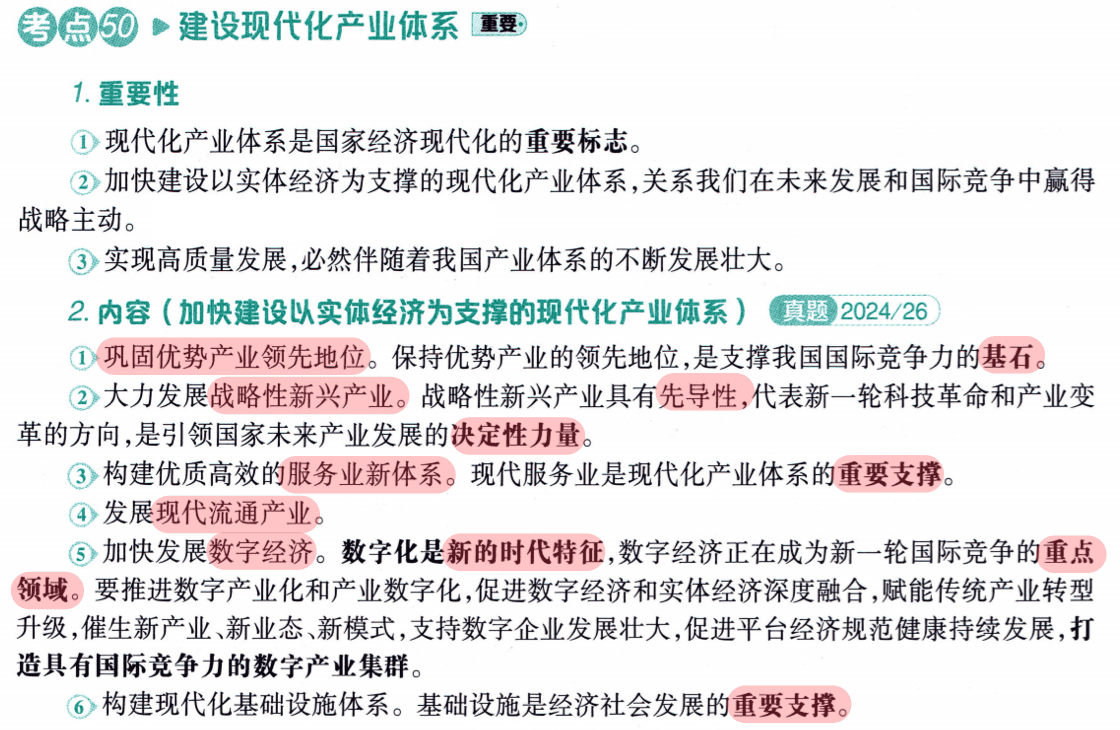 考点50 建设现代化产业体系 重要
1. 重要性
①现代化产业体系是国家经济现代化的重要标志。
②加快建设以实体经济为支撑的现代化产业体系,关系我们在未来发展和国际竞争中赢得
战略主动。
③实现高质量发展,必然伴随着我国产业体系的不断发展壮大。
2. 内容(加快建设以实体经济为支撑的现代化产业体系) 真题 2024/26
①巩固优势产业领先地位。保持优势产业的领先地位,是支撑我国国际竞争力的基石。
②大力发展战略性新兴产业。战略性新兴产业具有先导性,代表新一轮科技革命和产业变
革的方向,是引领国家未来产业发展的决定性力量。
③构建优质高效的服务业新体系。现代服务业是现代化产业体系的重要支撑。
④发展现代流通产业。
⑤加快发展数字经济。数字化是新的时代特征,数字经济正在成为新一轮国际竞争的重点
领域。要推进数字产业化和产业数字化,促进数字经济和实体经济深度融合,赋能传统产业转型
升级,催生新产业、新业态、新模式,支持数字企业发展壮大,促进平台经济规范健康持续发展,打
造具有国际竞争力的数字产业集群。
⑥构建现代化基础设施体系。基础设施是经济社会发展的重要支撑。